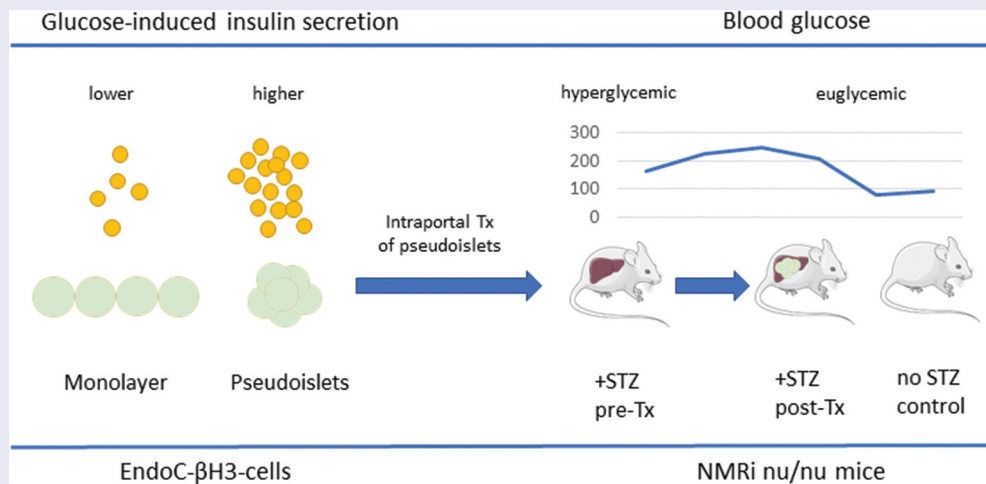 Glucose-induced insulin secretion
Blood glucose
lower
higher
hyperglycemic
euglycemic
300
200
100
0
Intraportal Tx
of pseudoislets
Monolayer
Pseudoislets
+STZ
pre-Tx
+STZ
post-Tx
no STZ
control
EndoC-βH3-cells
NMRi nu/nu mice